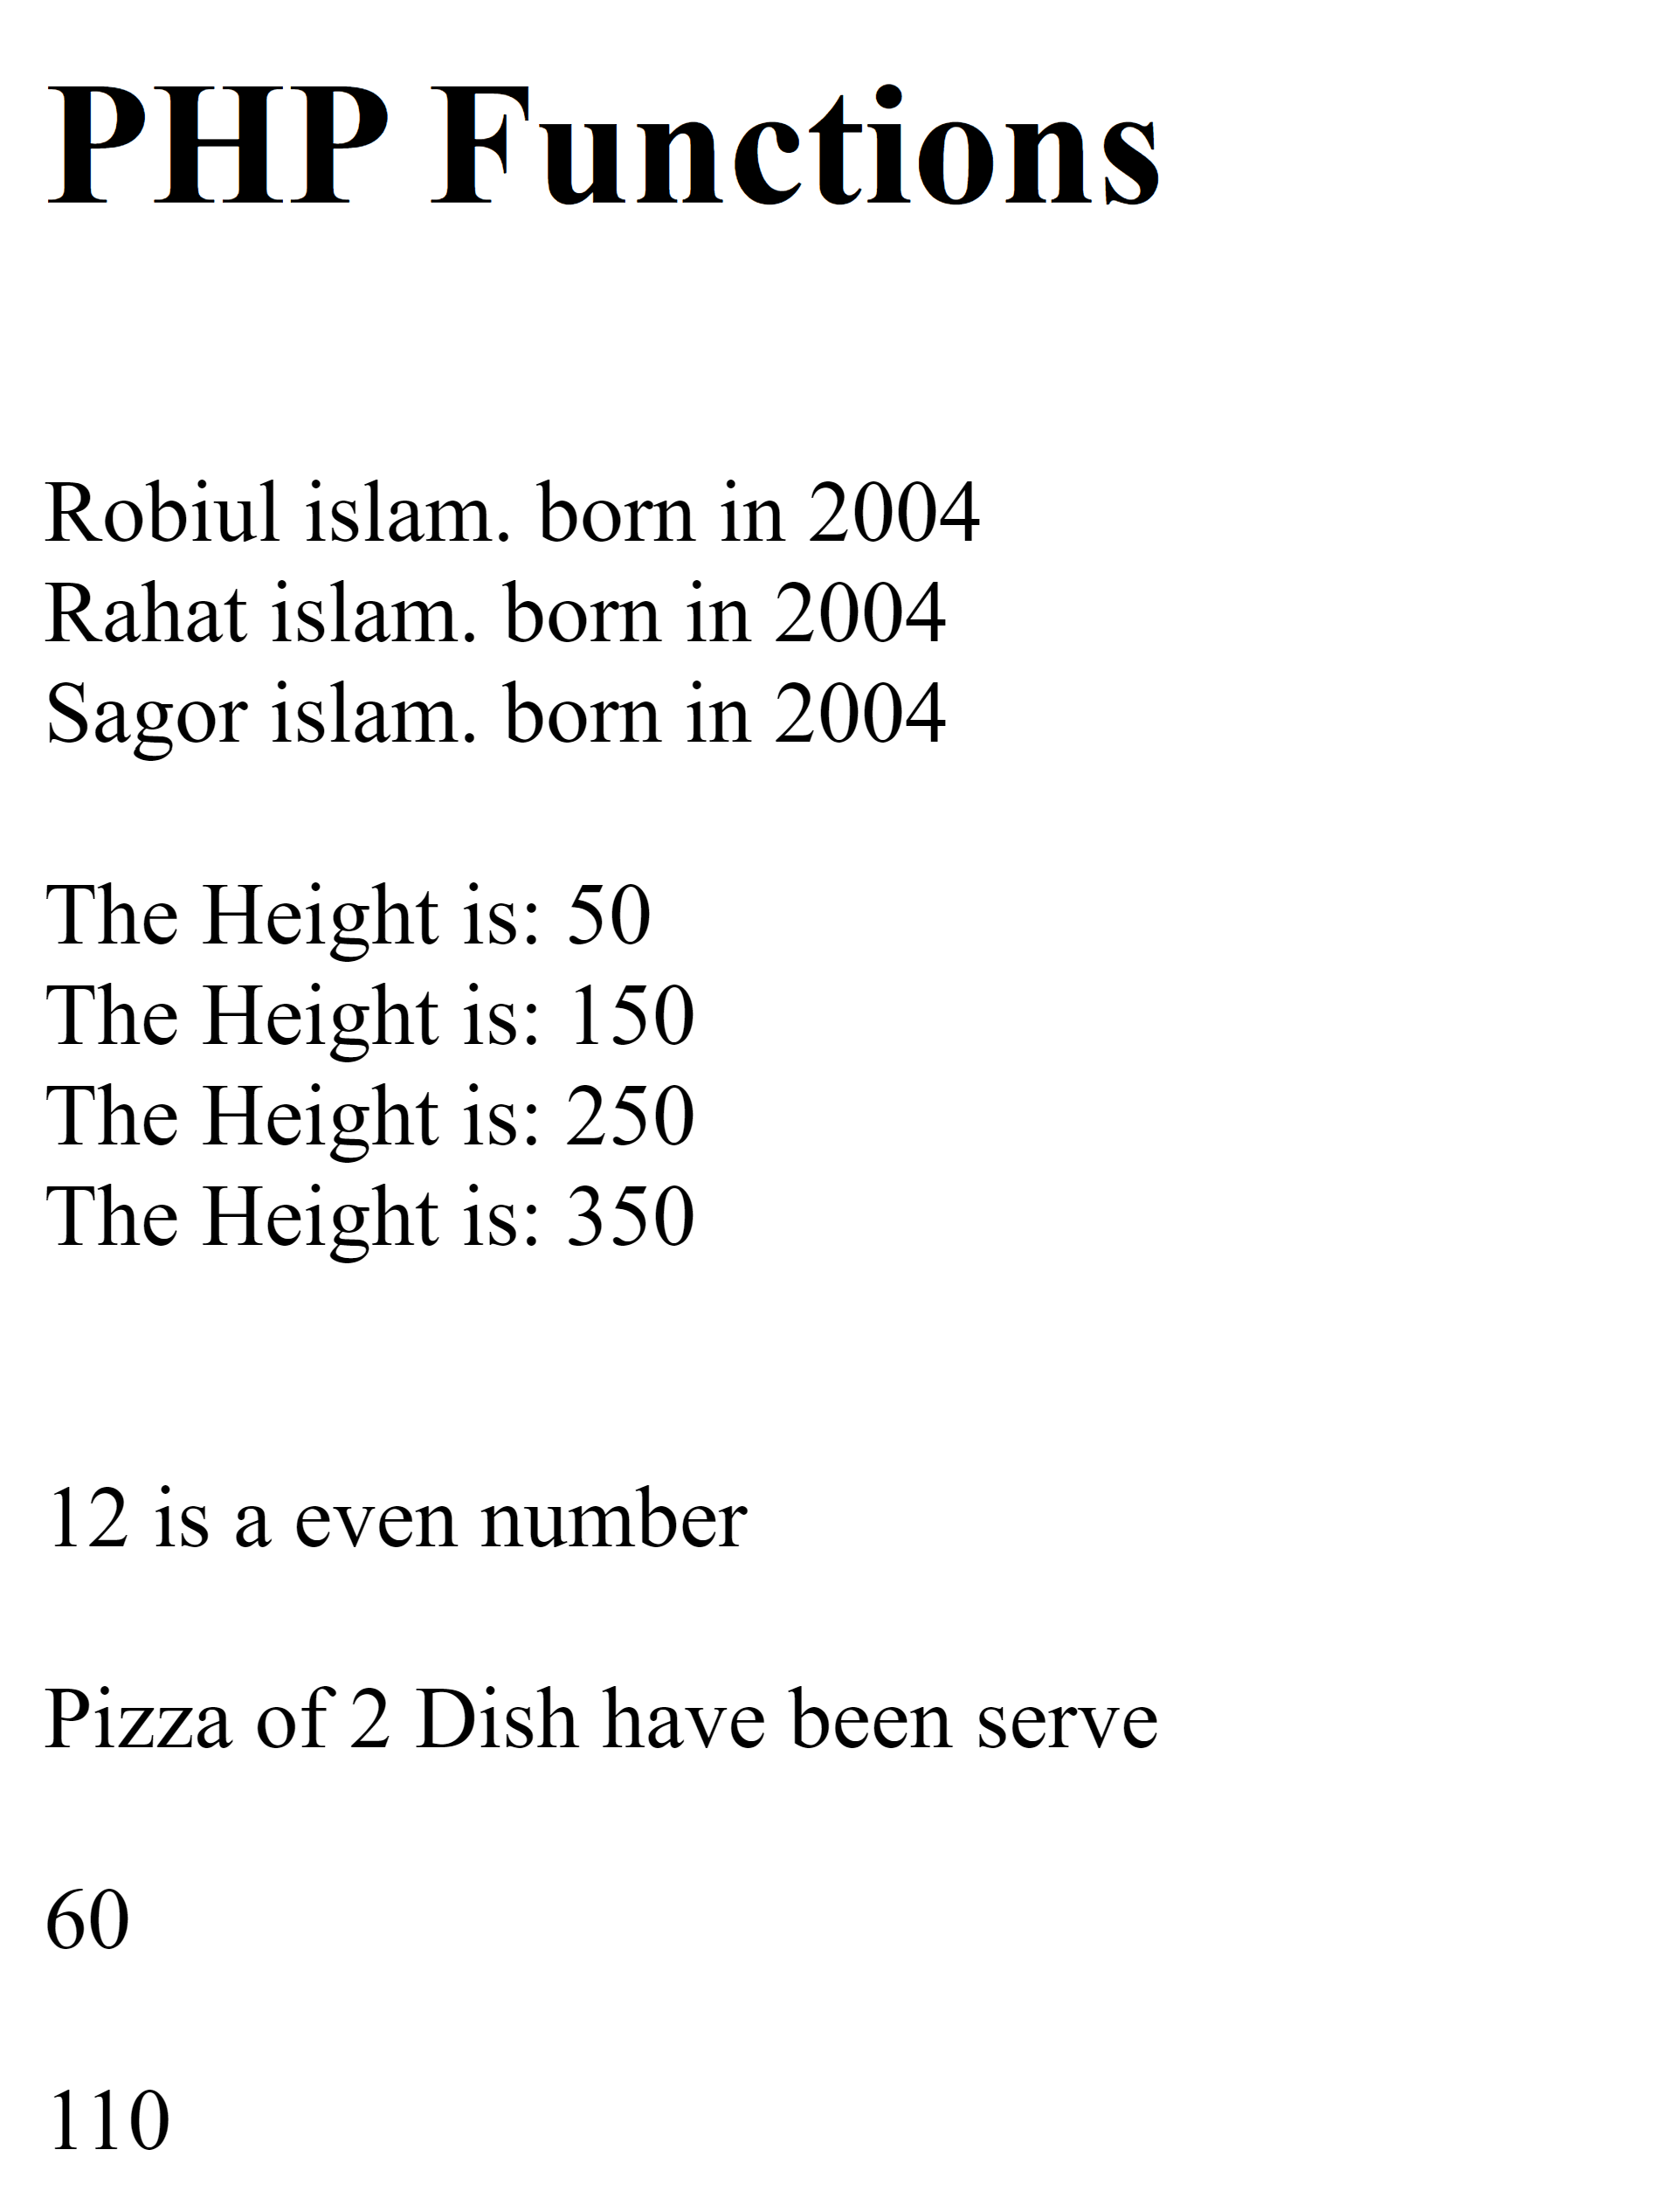 PHP Functions
Robiul islam. born in 2004
Rahat islam. born in 2004
Sagor islam. born in 2004
The Height is: 50
The Height is: 150
The Height is: 250
The Height is: 350
12 is a even number
Pizza of 2 Dish have been serve
60
110